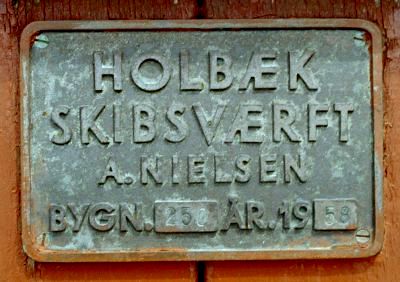 HOLBÆK
SKIBSVÆRFT
A. NIELSEN
BYGN. 250 ÅR. 1958